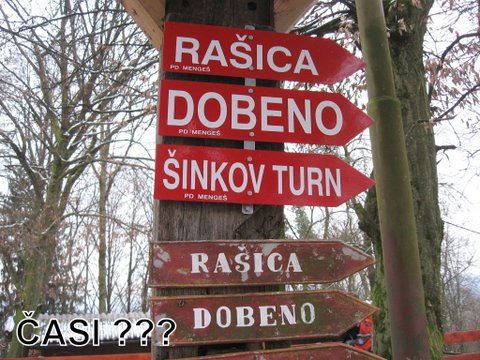 RAŠICA
PD MENGEŠ
DOBENO
PD MENGEŠ
ŠINKOV TURN
PD MENGEŠ
RAŠICA
DOBENO
ČASI ???